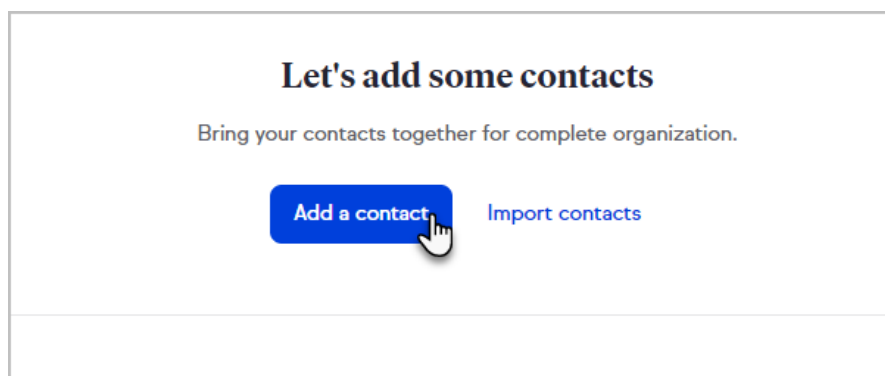 Let's add some contacts
Bring your contacts together for complete organization.
Add a contact
Import contacts